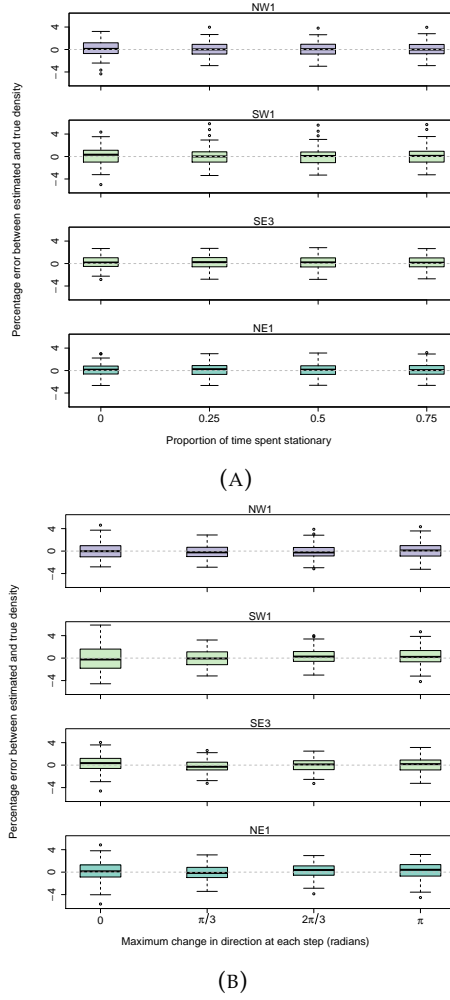 NW1
4
0
−4
SW1
4
0
−4
SE3
4
0
−4
NE1
4
0
−4
0 0.25 0.5 0.75
Percentage error between estimated and true density
Proportion of time spent stationary
(A)
NW1
4
0
−4
SW1
4
0
−4
SE3
4
0
−4
NE1
4
0
−4
0 π/3 2π/3 π
Percentage error between estimated and true density
Maximum change in direction at each step (radians)
(B)